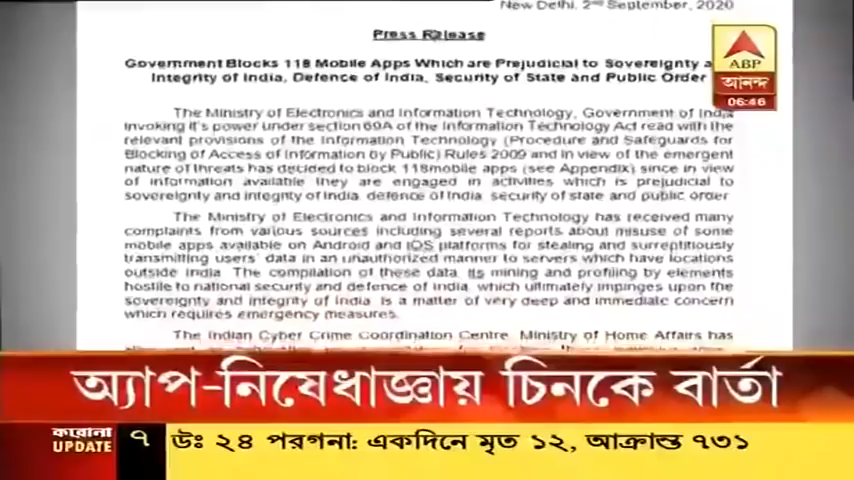 New Delhi, 2nd September, 2020
Press Release
Government Blocks 118 Mobile Apps Which are Prejudicial to Sovereignty
Integrity of India, Defence of India, Security of State and Public Order
ABP
আনন্দ
06:46
The Ministry of Electronics and Information Technology, Government of India
invoking it's power under section 69A of the Information Technology Act read with the
relevant provisions of the Information Technology (Procedure and Safeguards for
Blocking of Access of Information by Public) Rules 2009 and in view of the emergent
nature of threats has decided to block 118 mobile apps (see Appendix) since in view
of information available they are engaged in activities which is prejudicial to
sovereignty and integrity of India, defence of India, security of state and public order
The Ministry of Electronics and Information Technology has received many
complaints from various sources including several reports about misuse of some
mobile apps available on Android and iOS platforms for stealing and surreptitiously
transmitting users' data in an unauthorized manner to servers which have locations
outside India. The compilation of these data, its mining and profiling by elements
hostile to national security and defence of India, which ultimately impinges upon the
sovereignty and integrity of India, is a matter of very deep and immediate concern
which requires emergency measures.
The Indian Cyber Crime Coordination Centre, Ministry of Home Affairs has
অ্যাপ-নিষেধাজ্ঞায় চিনকে বার্তা
করোনা
UPDATE
৭
উঃ ২৪ পরগনা: একদিনে মৃত ১২, আক্রান্ত ৭৩১